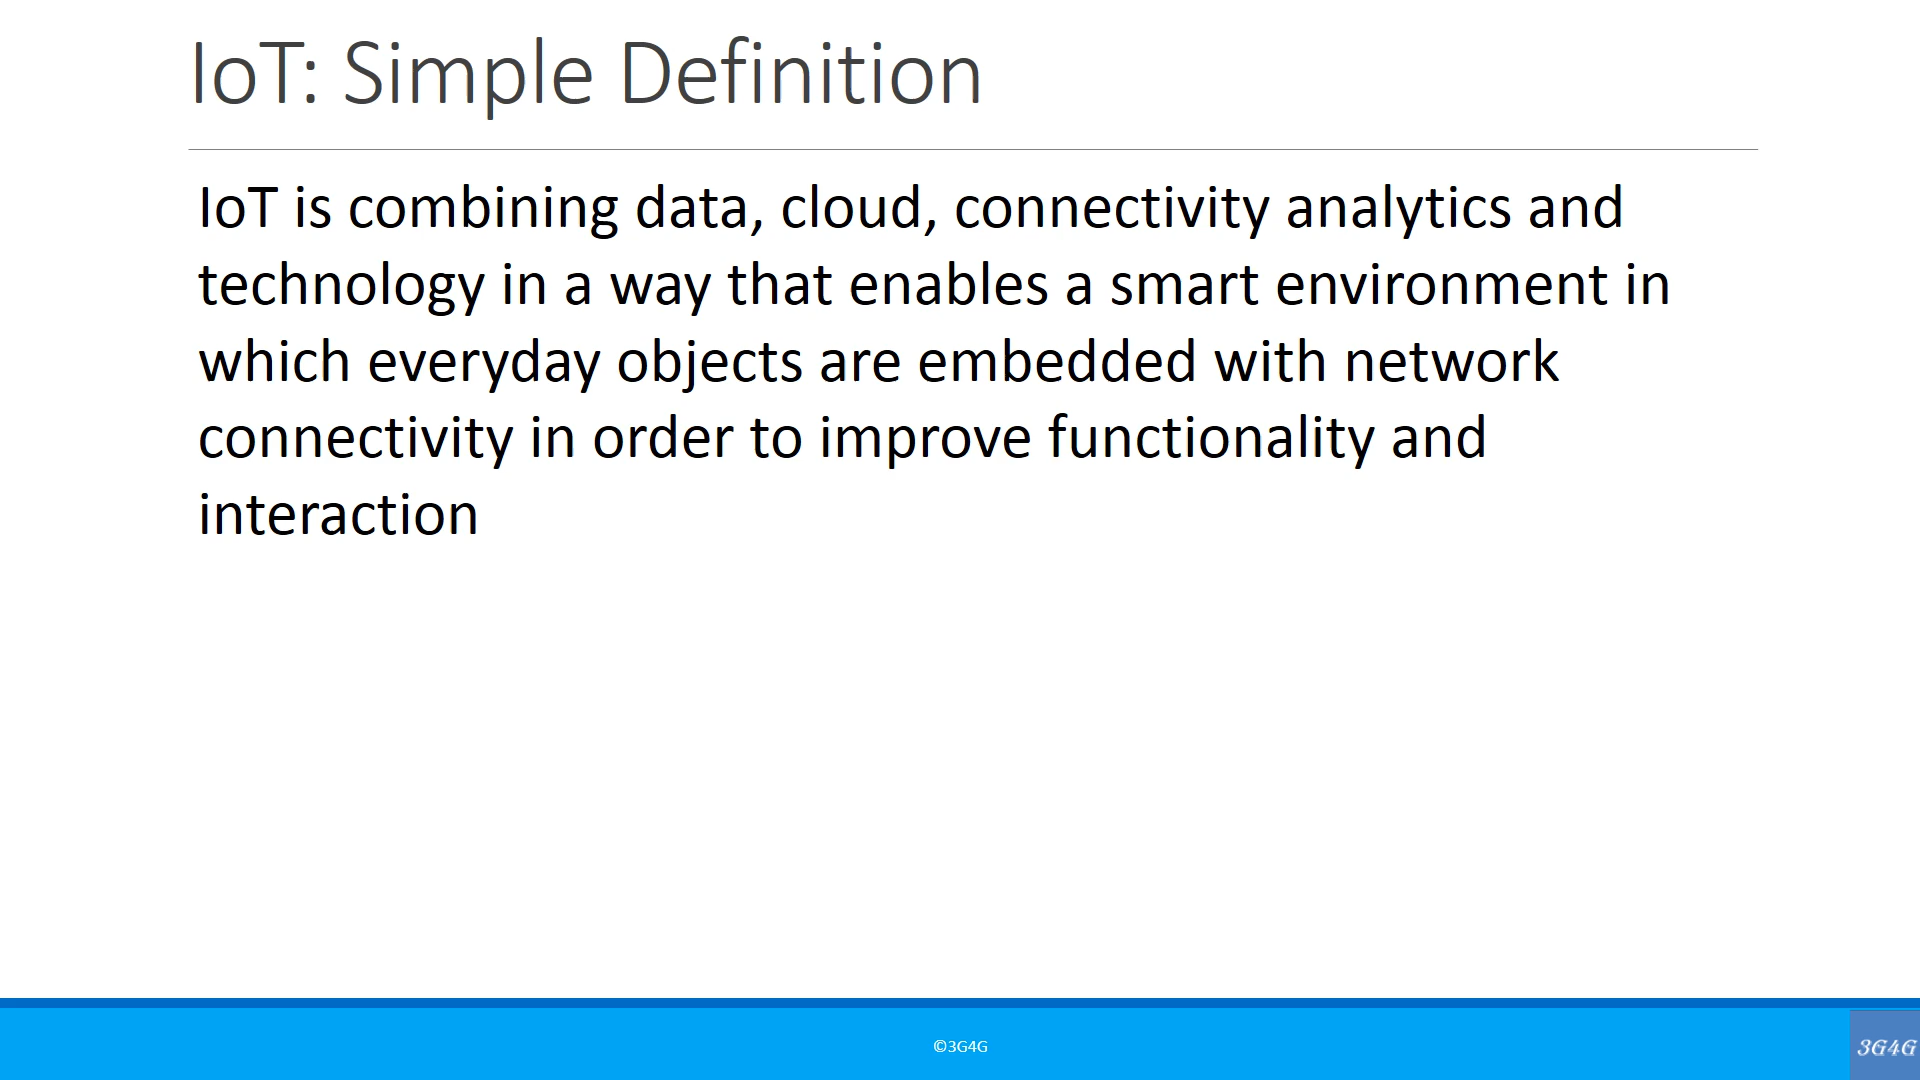 IoT: Simple Definition
IoT is combining data, cloud, connectivity analytics and
technology in a way that enables a smart environment in
which everyday objects are embedded with network
connectivity in order to improve functionality and
interaction
©3G4G
3G4G